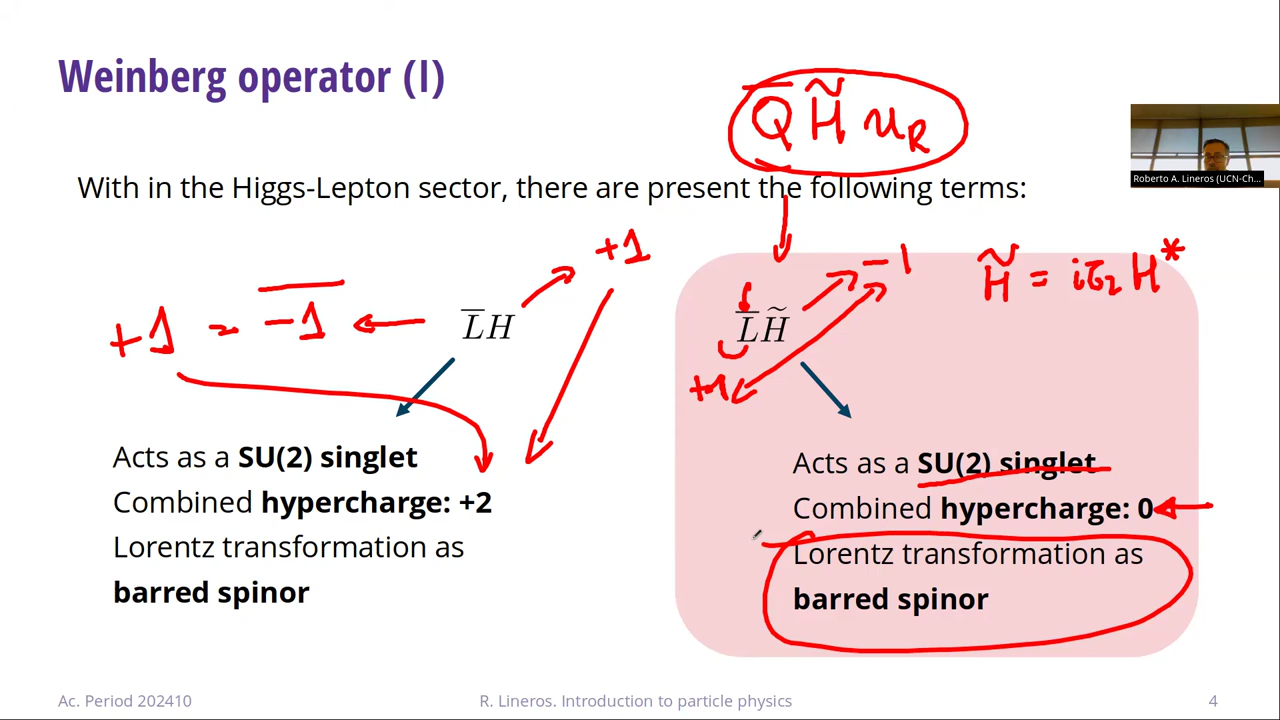 Weinberg operator (I)
Q̅ H̃ u_R
Roberto A. Lineros (UCN-Ch...
With in the Higgs-Lepton sector, there are present the following terms:
+1
-1
H̃ = iσ₂ H*
+1 = -1
L̅H
L̅H̃
+1
Acts as a SU(2) singlet
Combined hypercharge: +2
Lorentz transformation as
barred spinor
Acts as a SU(2) singlet
Combined hypercharge: 0
Lorentz transformation as
barred spinor
Ac. Period 202410
R. Lineros. Introduction to particle physics
4